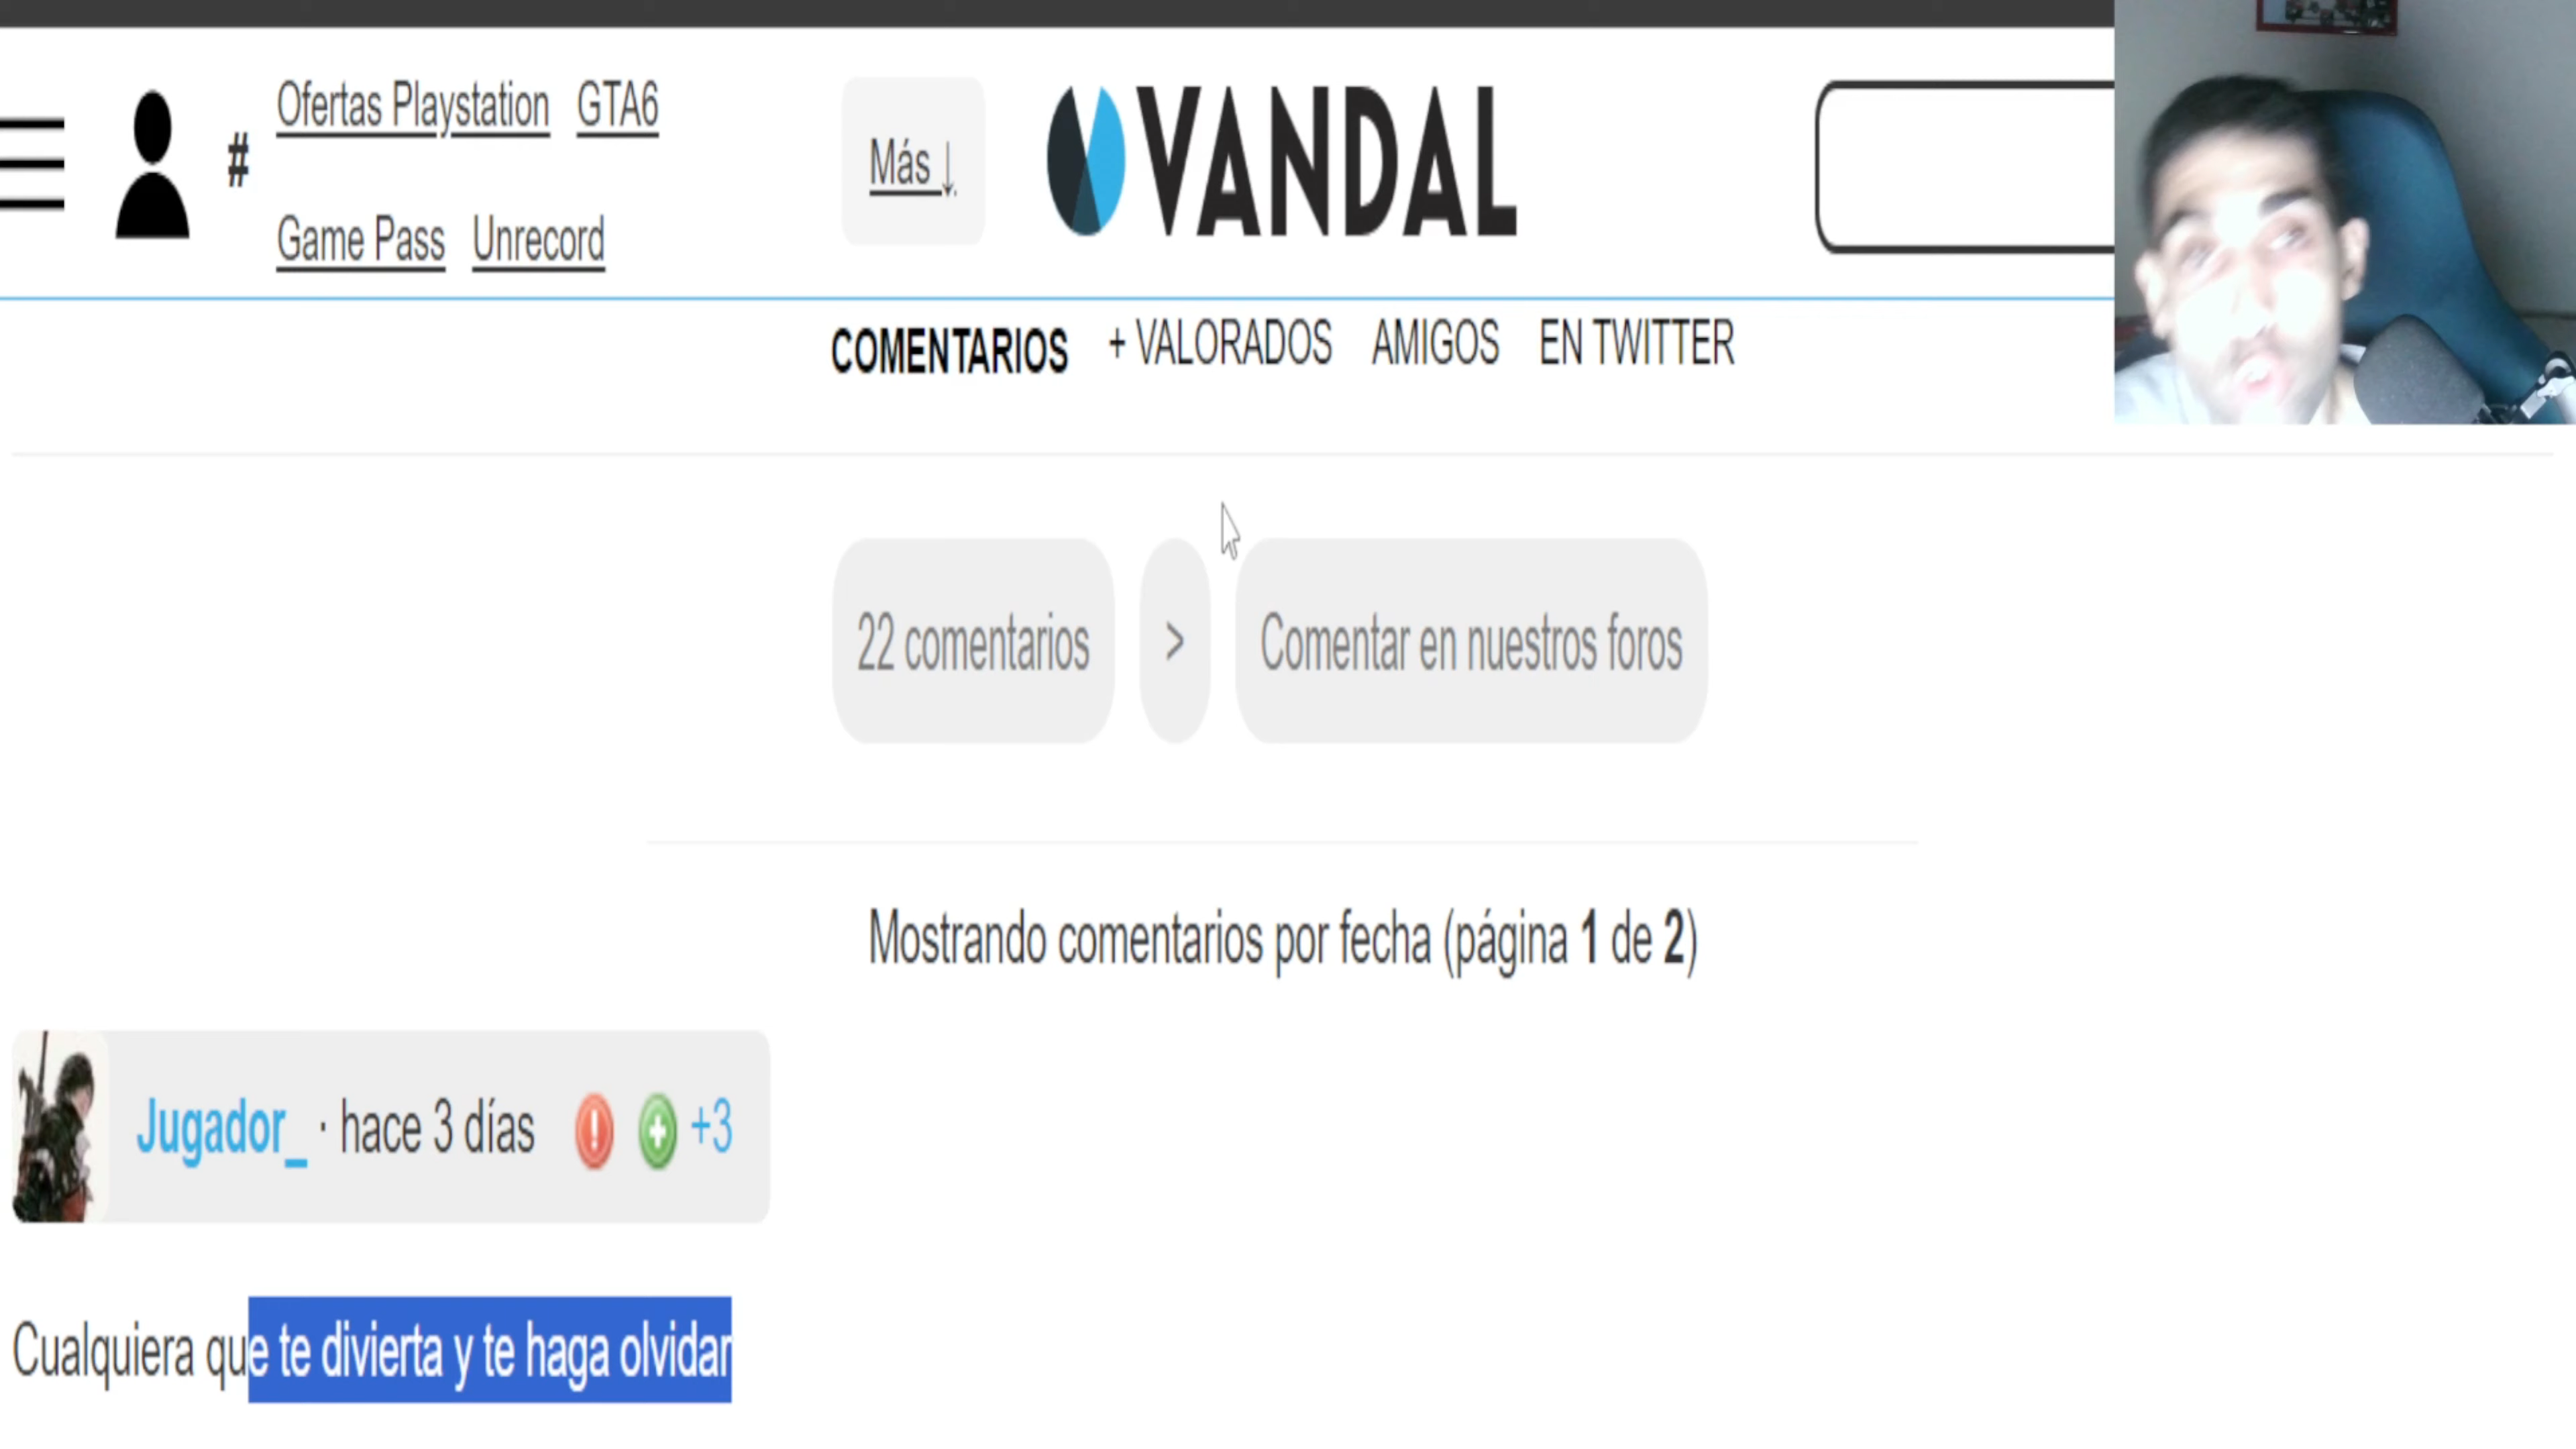 Ofertas Playstation GTA6
#
Game Pass Unrecord
Más ↓
VANDAL
COMENTARIOS + VALORADOS AMIGOS EN TWITTER
22 comentarios > Comentar en nuestros foros
Mostrando comentarios por fecha (página 1 de 2)
Jugador_ · hace 3 días +3
Cualquiera que te divierta y te haga olvidar